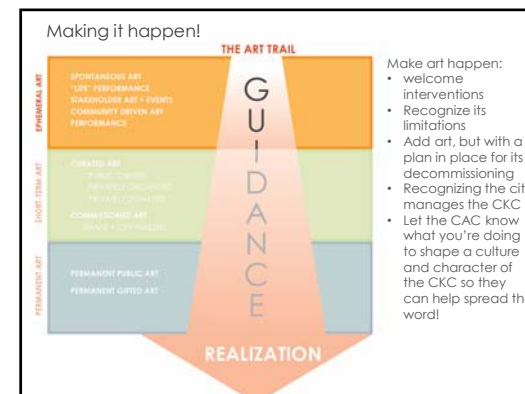 Making it happen!
THE ART TRAIL
EPHEMERAL ART
SPONTANEOUS ART
"LIFE" PERFORMANCE
STAKEHOLDER ART + EVENTS
COMMUNITY DRIVEN ART
PERFORMANCE
SHORT-TERM ART
CURATED ART
PUBLIC OWNED
PRIVATELY ORGANIZED
PRIVATELY DONATED
COMMISSIONED ART
PERMANENT ART
PERMANENT PUBLIC ART
PERMANENT GIFTED ART
GUIDANCE
REALIZATION
Make art happen:
• welcome
interventions
• Recognize its
limitations
• Add art, but with a
plan in place for its
decommissioning
• Recognizing the cit
manages the CKC
• Let the CAC know
what you're doing
to shape a culture
and character of
the CKC so they
can help spread th
word!